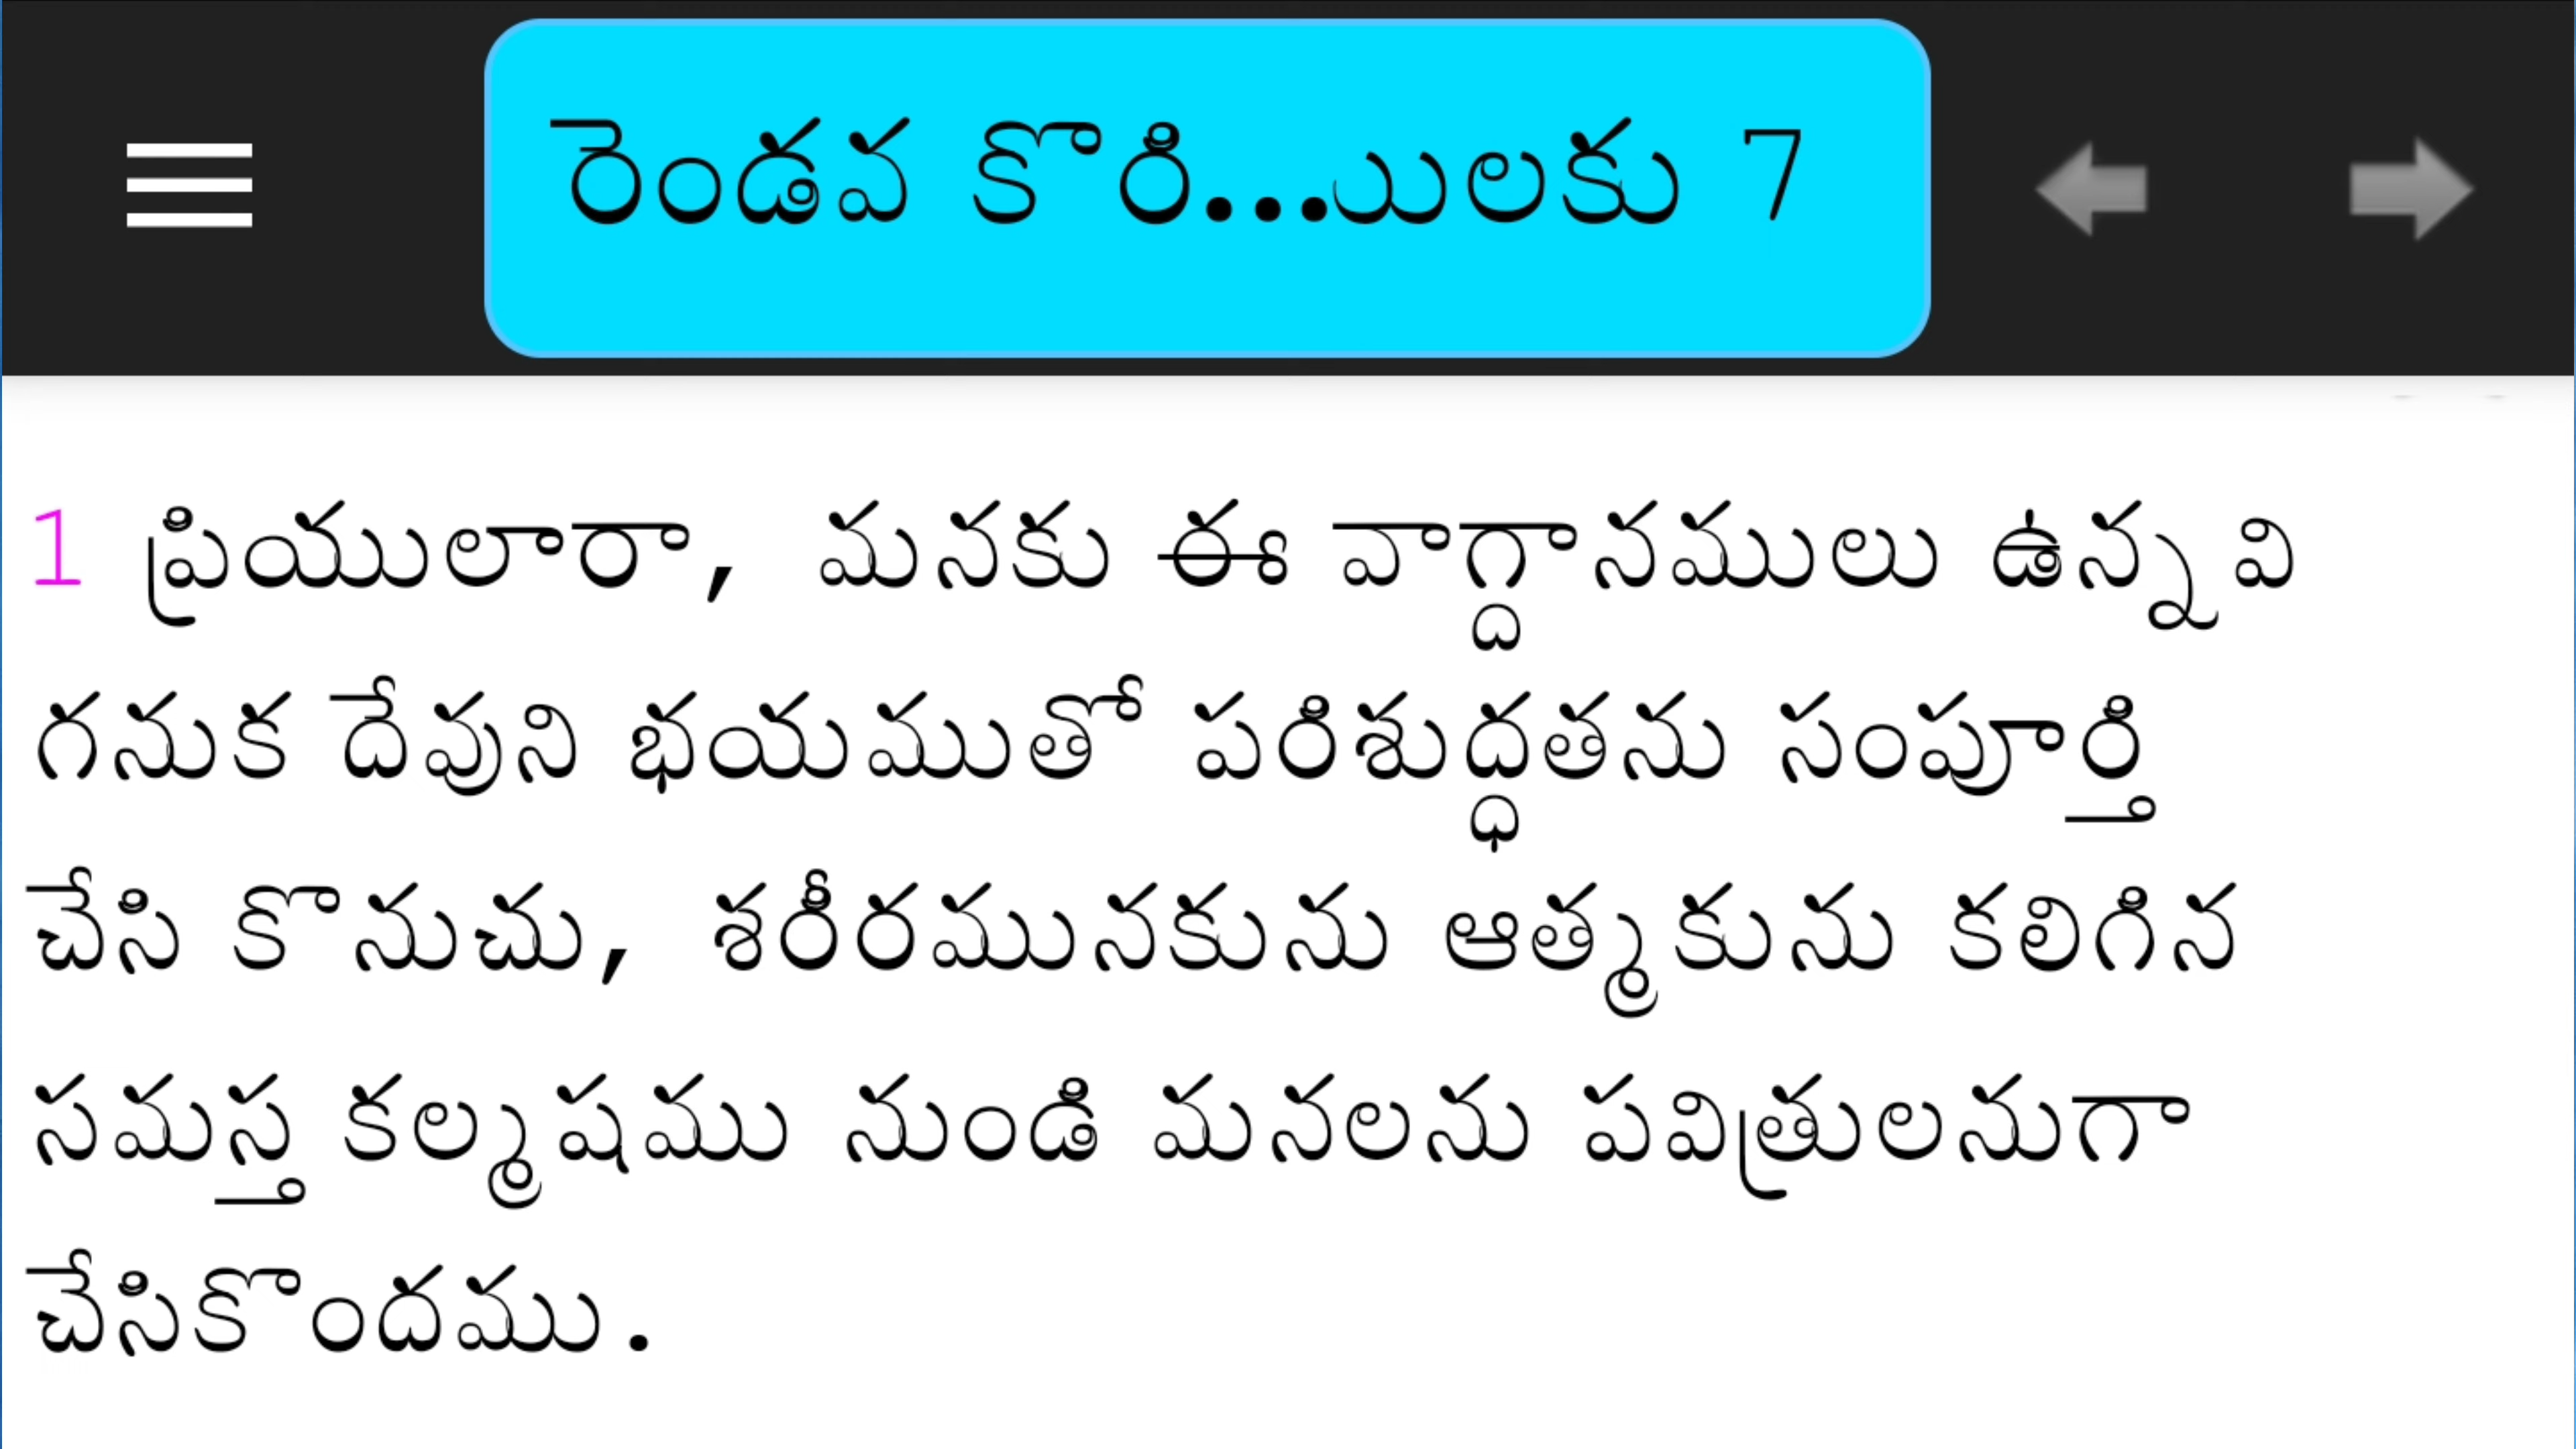 రెండవ కొరి...యులకు 7
1 ప్రియులారా, మనకు ఈ వాగ్దానములు ఉన్నవి
గనుక దేవుని భయముతో పరిశుద్ధతను సంపూర్తి
చేసి కొనుచు, శరీరమునకును ఆత్మకును కలిగిన
సమస్త కల్మషము నుండి మనలను పవిత్రులనుగా
చేసికొందము.